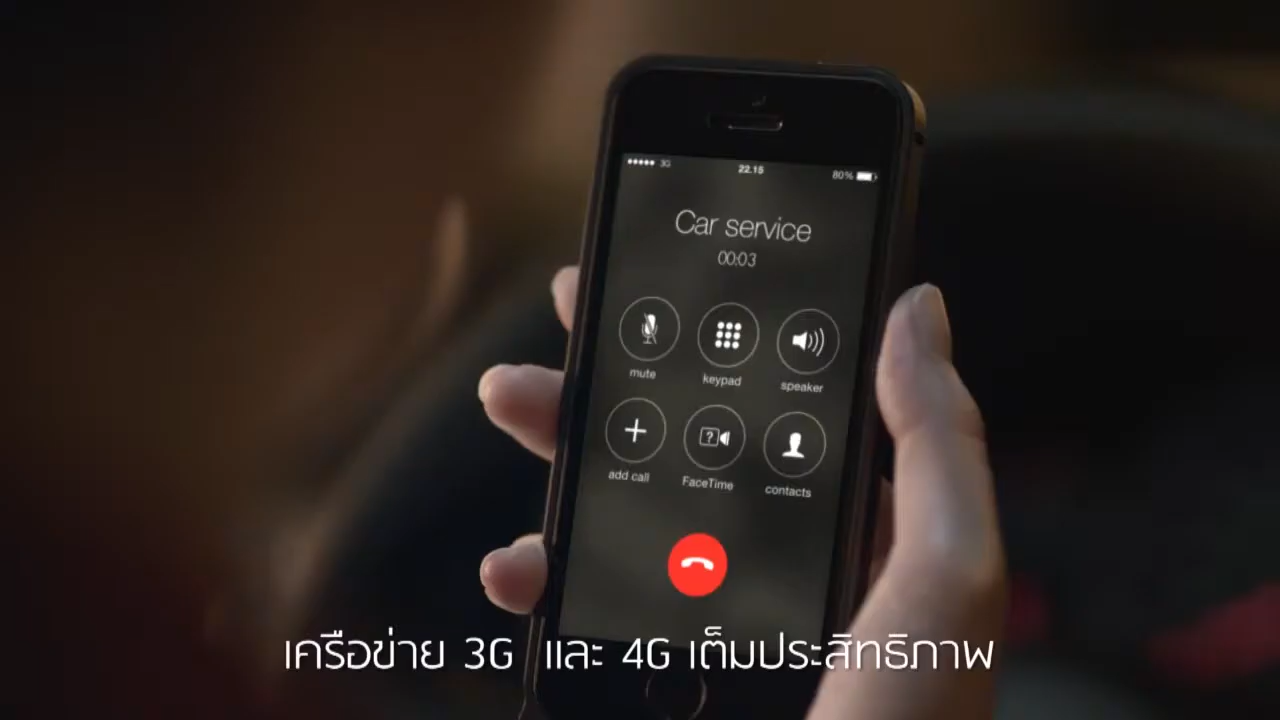 3G 22.15 80%
Car service
00:03
mute keypad speaker
?
add call FaceTime contacts
เครือข่าย 3G และ 4G เต็มประสิทธิภาพ